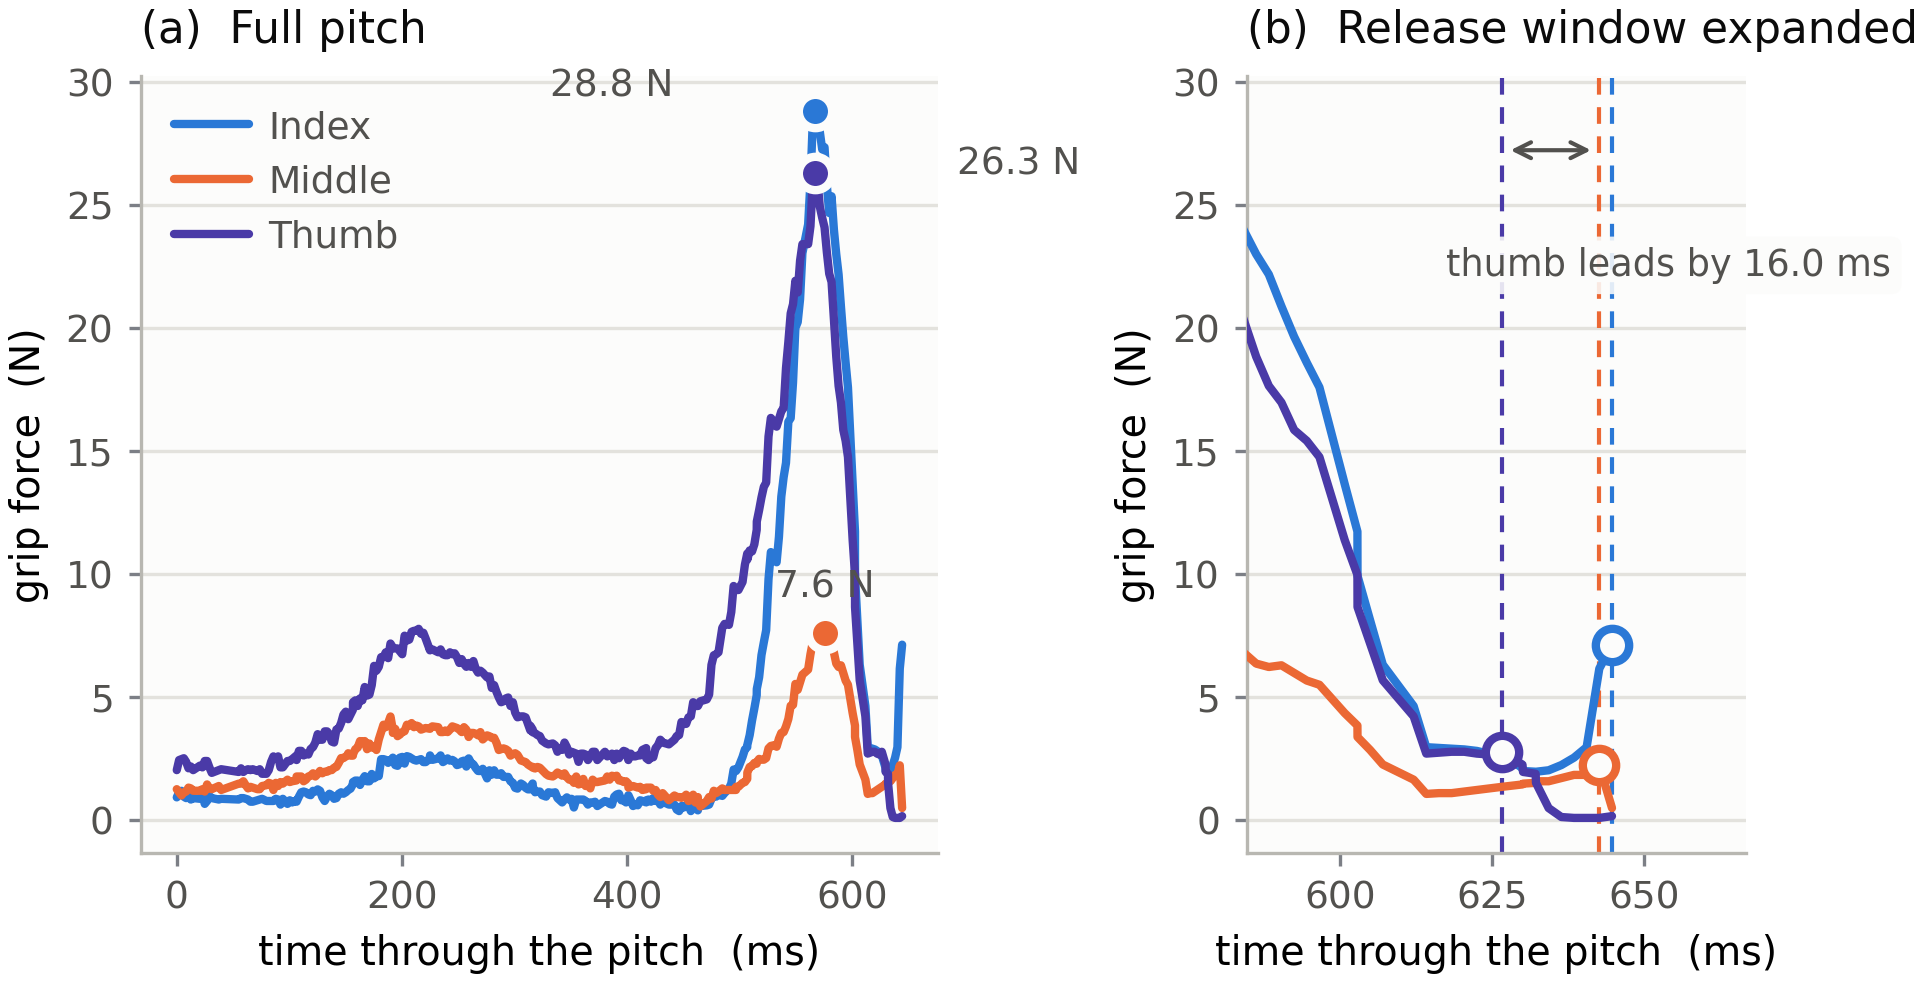 (a)  Full pitch
28.8 N
26.3 N
7.6 N
Index
Middle
Thumb
grip force  (N)
30
25
20
15
10
5
0
0
200
400
600
time through the pitch  (ms)
(b)  Release window expanded
thumb leads by 16.0 ms
grip force  (N)
30
25
20
15
10
5
0
600
625
650
time through the pitch  (ms)